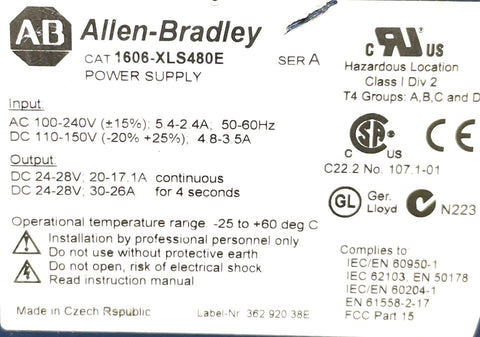 AB Allen-Bradley
CAT 1606-XLS480E SER A
POWER SUPPLY
Input:
AC 100-240V (±15%); 5.4-2.4A; 50-60Hz
DC 110-150V (-20% +25%); 4.8-3.5A
Output:
DC 24-28V; 20-17.1A continuous
DC 24-28V; 30-26A for 4 seconds
Operational temperature range: -25 to +60 deg C
Installation by professional personnel only
Do not use without protective earth
Do not open, risk of electrical shock
Read instruction manual
Made in Czech Republic Label-Nr 362.920.38E
C UR US
Hazardous Location
Class I Div 2
T4 Groups: A,B,C and D
CSA C US CE
C22.2 No. 107.1-01
GL Ger. Lloyd N223
Complies to:
IEC/EN 60950-1
IEC 62103, EN 50178
IEC/EN 60204-1
EN 61558-2-17
FCC Part 15